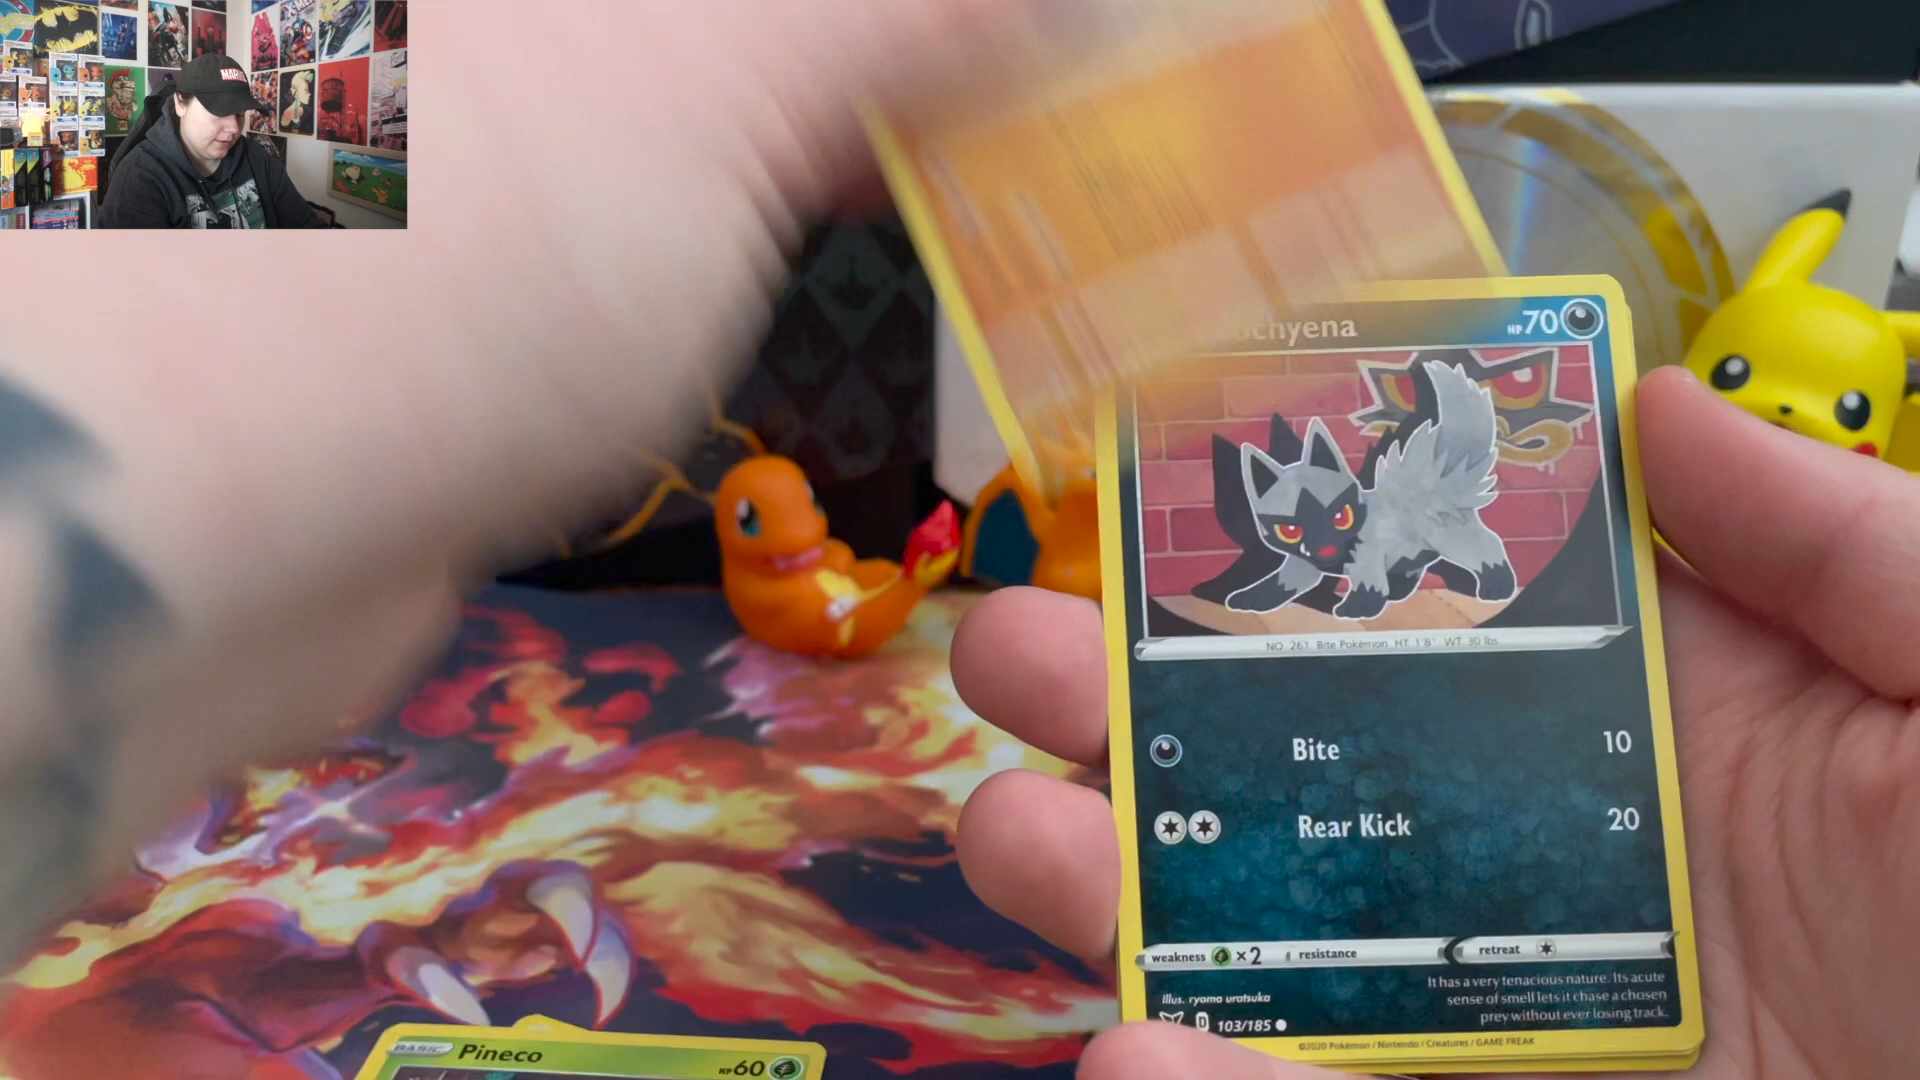 MARVEL
chyena
HP70
NO. 261 Bite Pokémon HT. 1'8" WT. 30 lbs
Bite 10
Rear Kick 20
weakness ×2 resistance retreat
It has a very tenacious nature. Its acute
sense of smell lets it chase a chosen
prey without ever losing track.
Illus. ryoma uratsuka
D 103/185
©2020 Pokémon / Nintendo / Creatures / GAME FREAK
BASIC Pineco HP60